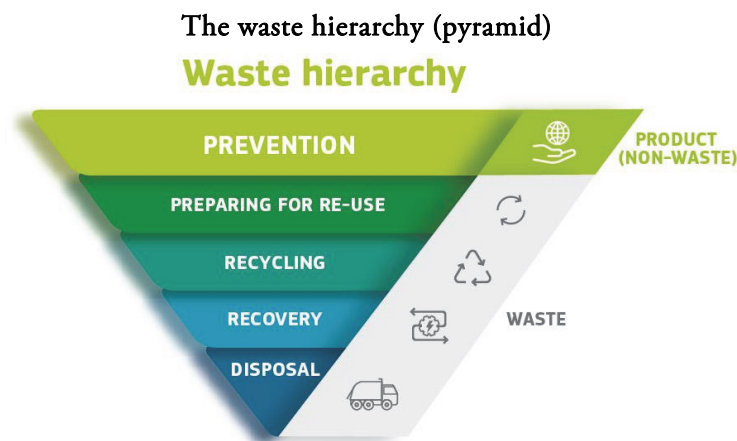 The waste hierarchy (pyramid)
Waste hierarchy
PREVENTION
PRODUCT
(NON-WASTE)
PREPARING FOR RE-USE
RECYCLING
RECOVERY
WASTE
DISPOSAL